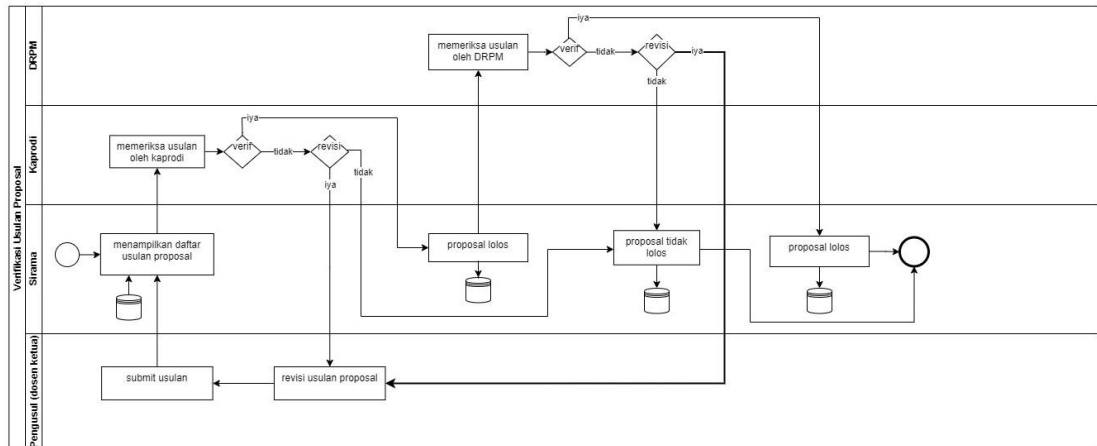 Verifikasi Usulan Proposal
DRPM
memeriksa usulan
oleh DRPM
verif
iya
tidak
revisi
iya
tidak
Kaprodi
memeriksa usulan
oleh kaprodi
verif
iya
tidak
revisi
tidak
iya
Sirama
menampilkan daftar
usulan proposal
proposal lolos
proposal tidak
lolos
proposal lolos
Pengusul (dosen ketua)
submit usulan
revisi usulan proposal